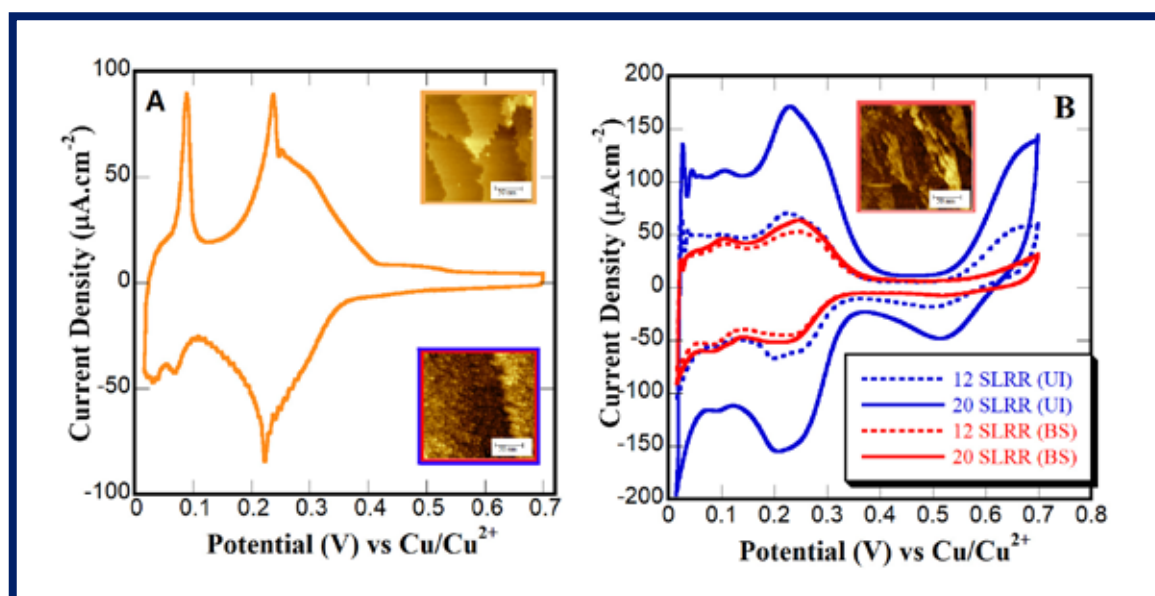 A
100
50
0
-50
-100
Current Density (µA.cm⁻²)
0 0.1 0.2 0.3 0.4 0.5 0.6 0.7
Potential (V) vs Cu/Cu²⁺
B
200
150
100
50
0
-50
-100
-150
-200
Current Density (µAcm⁻²)
12 SLRR (UI)
20 SLRR (UI)
12 SLRR (BS)
20 SLRR (BS)
0 0.1 0.2 0.3 0.4 0.5 0.6 0.7 0.8
Potential (V) vs Cu/Cu²⁺